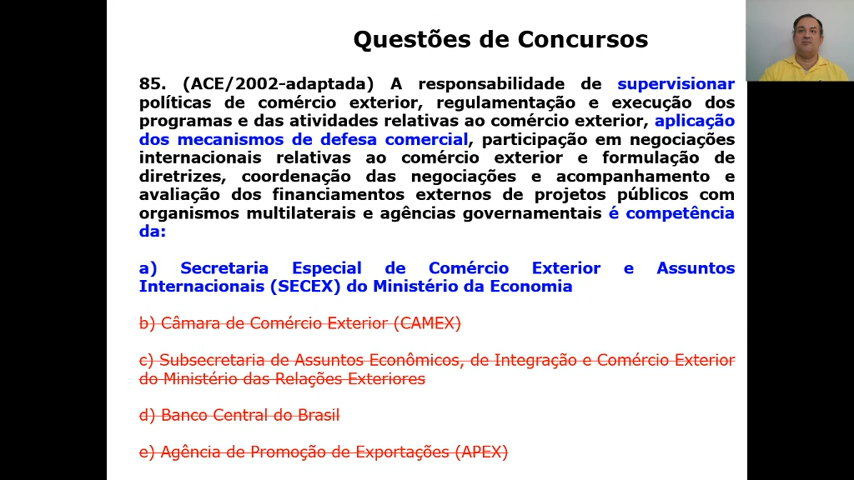 Questões de Concursos
85. (ACE/2002-adaptada) A responsabilidade de supervisionar
políticas de comércio exterior, regulamentação e execução dos
programas e das atividades relativas ao comércio exterior, aplicação
dos mecanismos de defesa comercial, participação em negociações
internacionais relativas ao comércio exterior e formulação de
diretrizes, coordenação das negociações e acompanhamento e
avaliação dos financiamentos externos de projetos públicos com
organismos multilaterais e agências governamentais é competência
da:
a) Secretaria Especial de Comércio Exterior e Assuntos
Internacionais (SECEX) do Ministério da Economia
b) Câmara de Comércio Exterior (CAMEX)
c) Subsecretaria de Assuntos Econômicos, de Integração e Comércio Exterior
do Ministério das Relações Exteriores
d) Banco Central do Brasil
e) Agência de Promoção de Exportações (APEX)